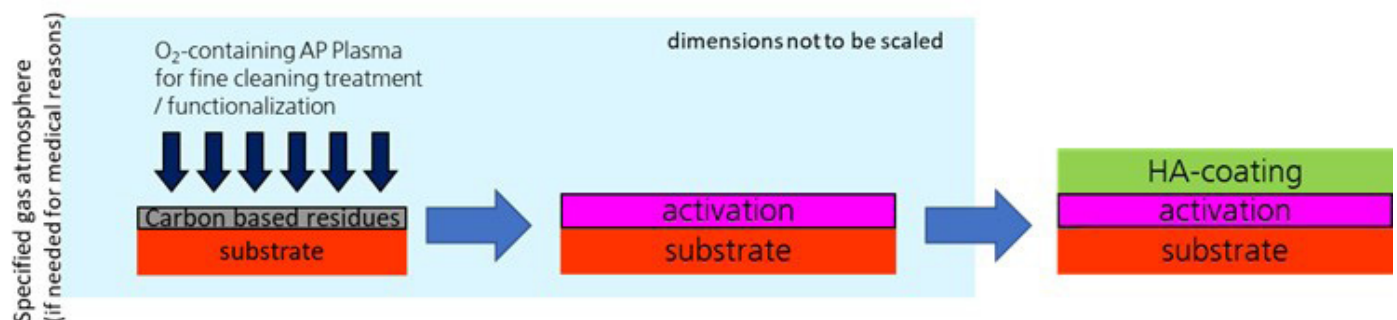 Specified gas atmosphere
(if needed for medical reasons)
O₂-containing AP Plasma
for fine cleaning treatment
/ functionalization
dimensions not to be scaled
Carbon based residues
substrate
activation
substrate
HA-coating
activation
substrate